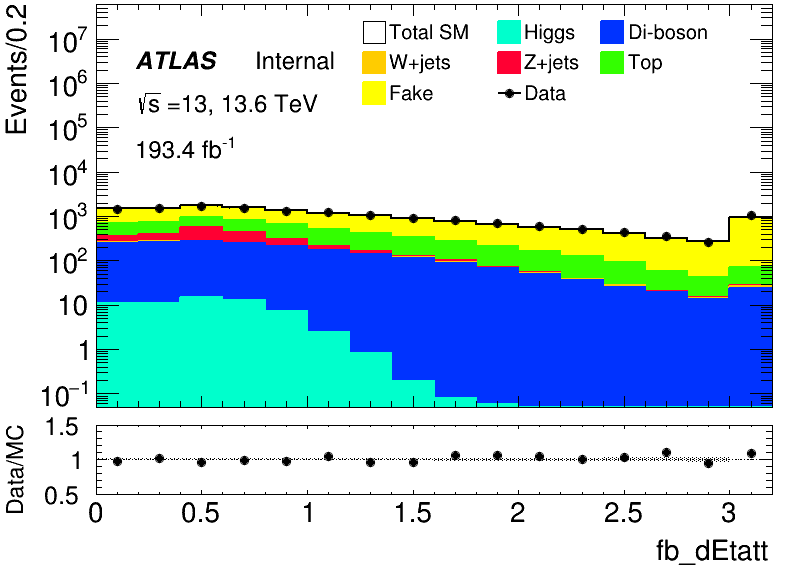 Events/0.2
10⁷
10⁶
10⁵
10⁴
10³
10²
10
1
10⁻¹
ATLAS Internal
√s =13, 13.6 TeV
193.4 fb⁻¹
Total SM Higgs Di-boson
W+jets Z+jets Top
Fake Data
Data/MC
1.5
1
0.5
0 0.5 1 1.5 2 2.5 3
fb_dEtatt